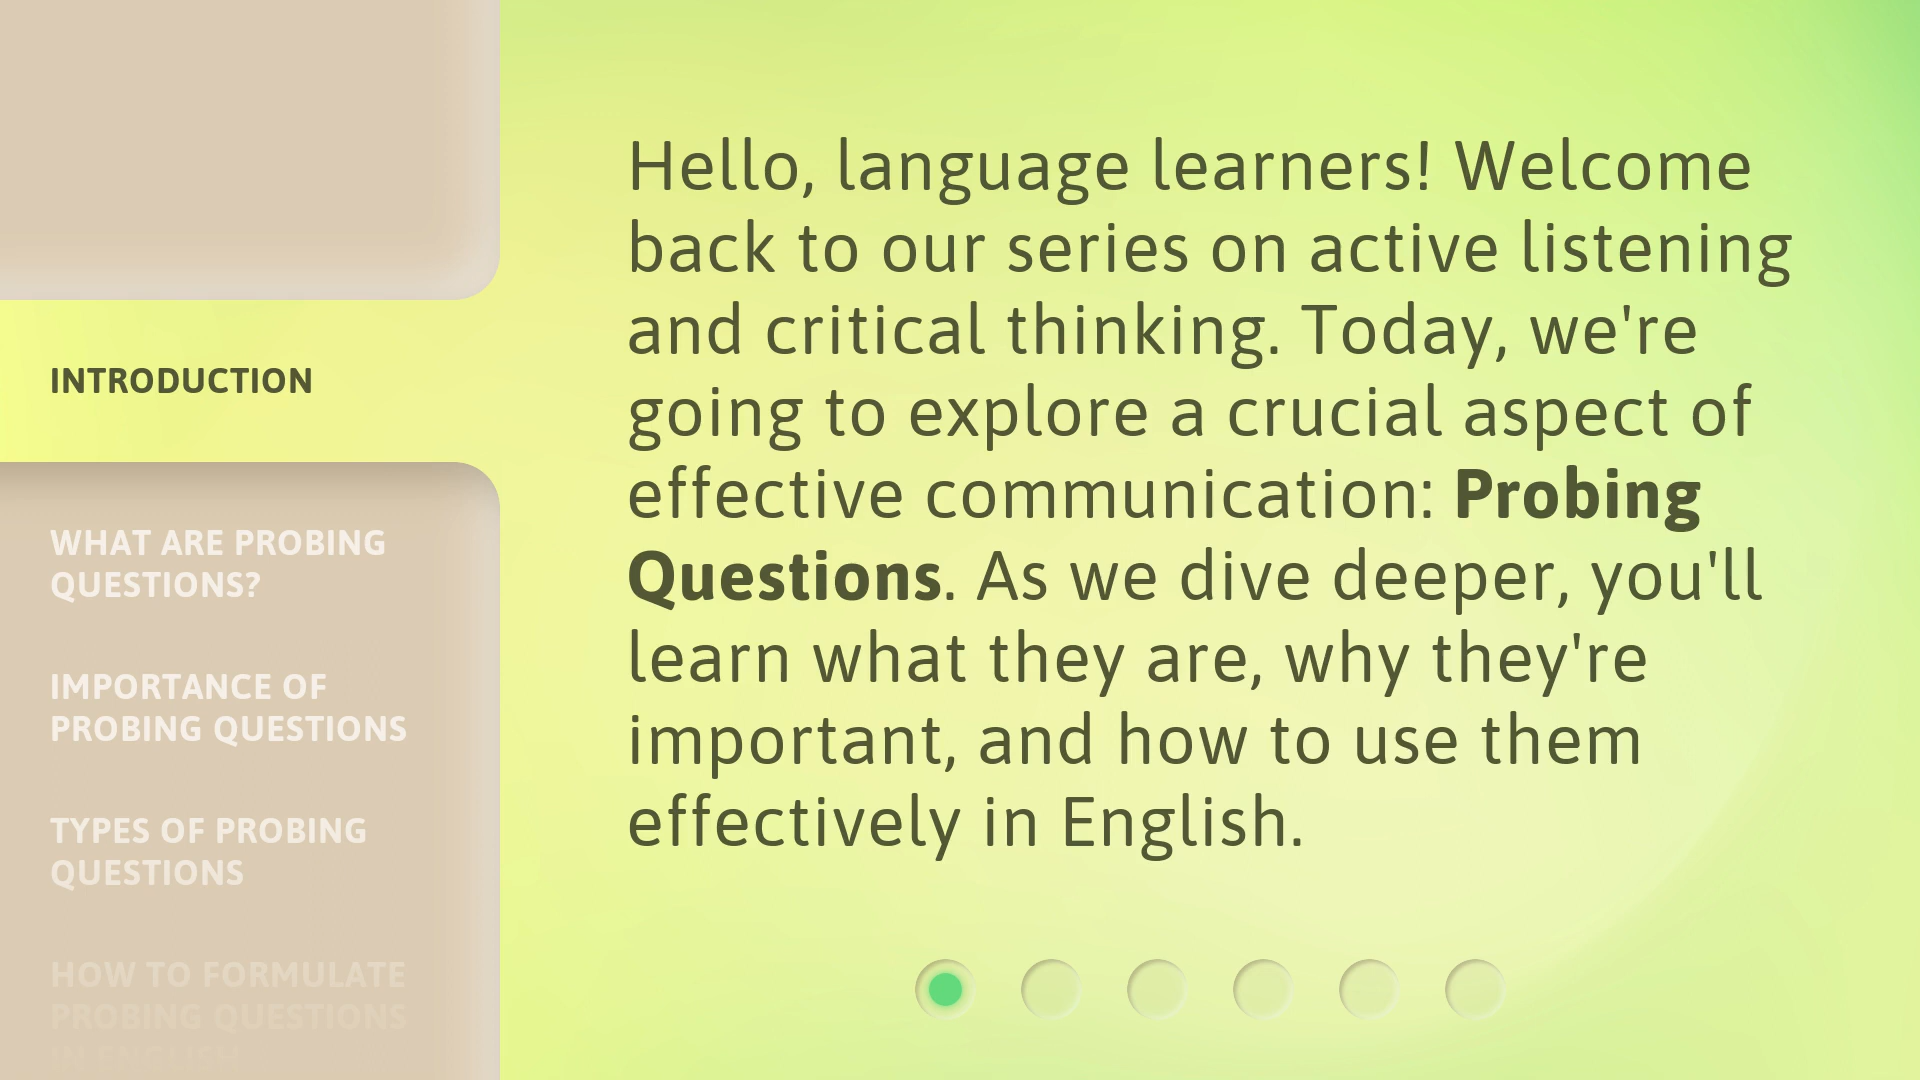 INTRODUCTION
WHAT ARE PROBING
QUESTIONS?
IMPORTANCE OF
PROBING QUESTIONS
TYPES OF PROBING
QUESTIONS
HOW TO FORMULATE
PROBING QUESTIONS
IN ENGLISH
Hello, language learners! Welcome
back to our series on active listening
and critical thinking. Today, we're
going to explore a crucial aspect of
effective communication: Probing
Questions. As we dive deeper, you'll
learn what they are, why they're
important, and how to use them
effectively in English.